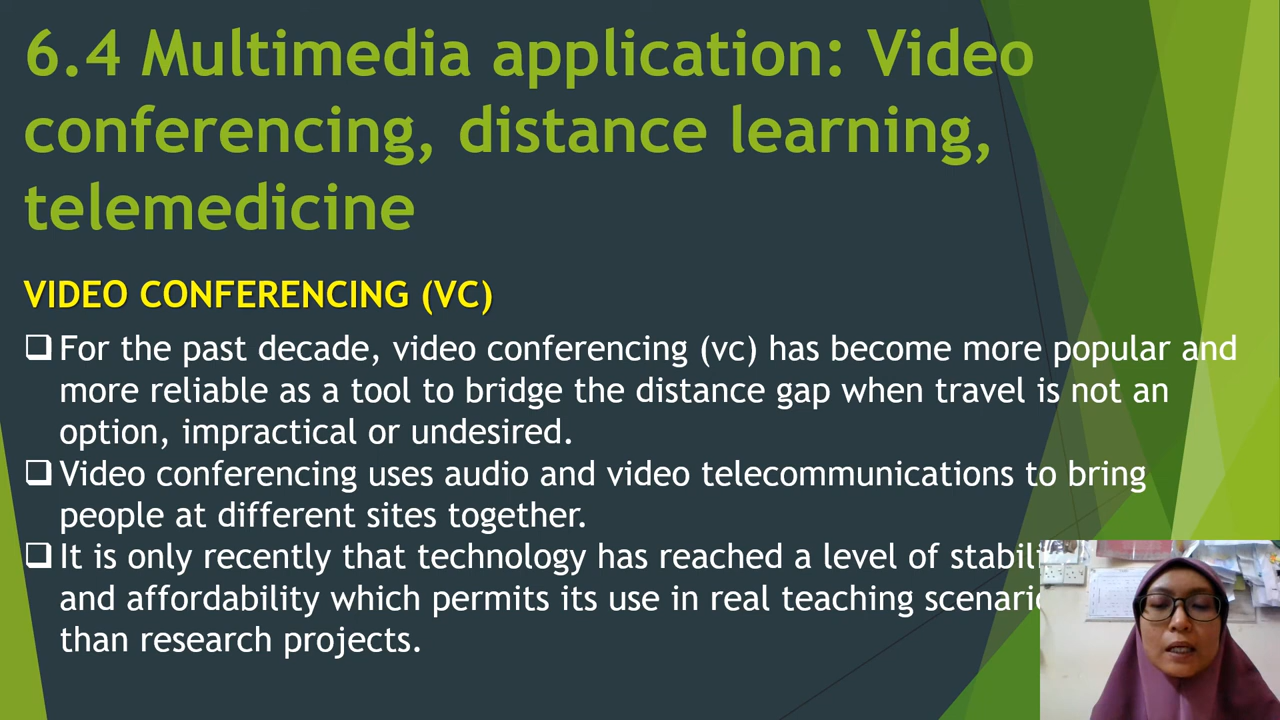 6.4 Multimedia application: Video
conferencing, distance learning,
telemedicine
VIDEO CONFERENCING (VC)
For the past decade, video conferencing (vc) has become more popular and
more reliable as a tool to bridge the distance gap when travel is not an
option, impractical or undesired.
Video conferencing uses audio and video telecommunications to bring
people at different sites together.
It is only recently that technology has reached a level of
and affordability which permits its use in real teaching
than research projects.